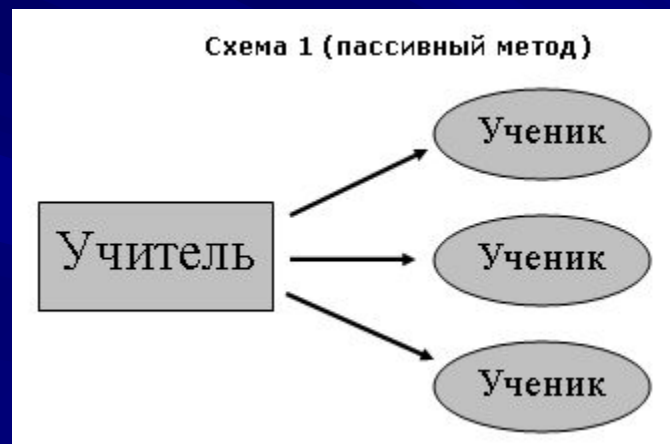 Схема 1 (пассивный метод)
Ученик
Учитель
Ученик
Ученик